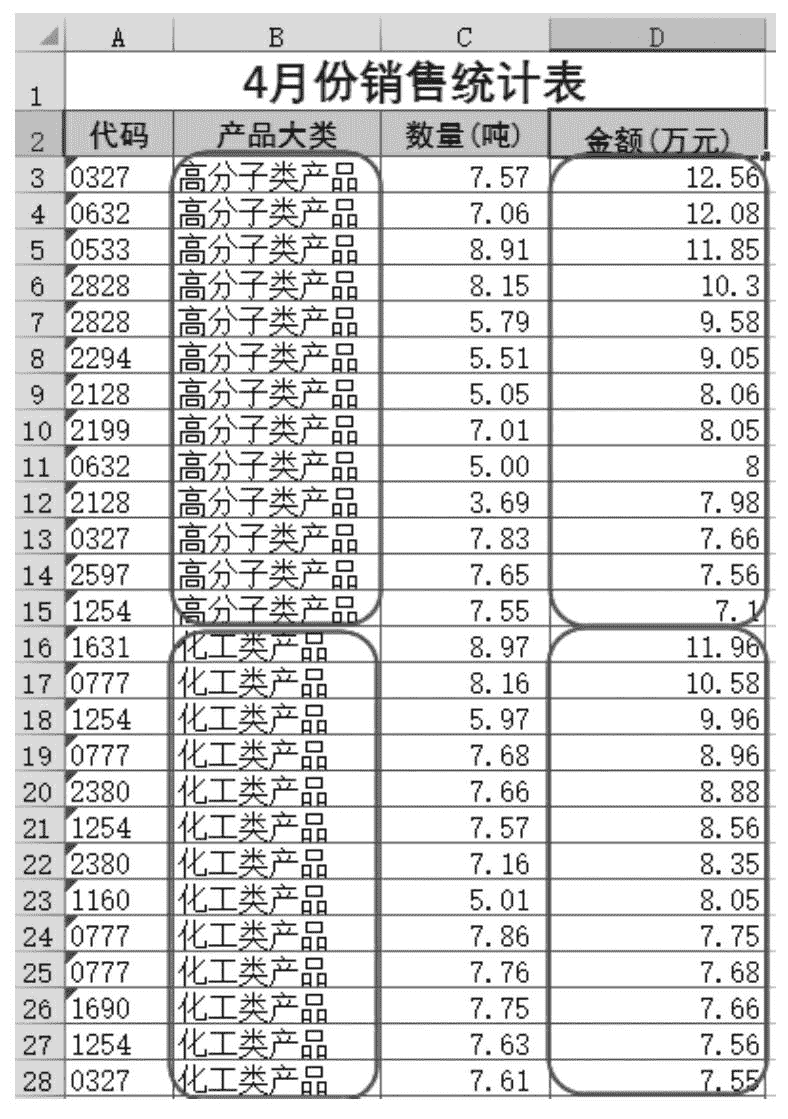 A B C D
1 4月份销售统计表
2 代码 产品大类 数量(吨) 金额(万元)
3 0327 高分子类产品 7.57 12.56
4 0632 高分子类产品 7.06 12.08
5 0533 高分子类产品 8.91 11.85
6 2828 高分子类产品 8.15 10.3
7 2828 高分子类产品 5.79 9.58
8 2294 高分子类产品 5.51 9.05
9 2128 高分子类产品 5.05 8.06
10 2199 高分子类产品 7.01 8.05
11 0632 高分子类产品 5.00 8
12 2128 高分子类产品 3.69 7.98
13 0327 高分子类产品 7.83 7.66
14 2597 高分子类产品 7.65 7.56
15 1254 高分子类产品 7.55 7.1
16 1631 化工类产品 8.97 11.96
17 0777 化工类产品 8.16 10.58
18 1254 化工类产品 5.97 9.96
19 0777 化工类产品 7.68 8.96
20 2380 化工类产品 7.66 8.88
21 1254 化工类产品 7.57 8.56
22 2380 化工类产品 7.16 8.35
23 1160 化工类产品 5.01 8.05
24 0777 化工类产品 7.86 7.75
25 0777 化工类产品 7.76 7.68
26 1690 化工类产品 7.75 7.66
27 1254 化工类产品 7.63 7.56
28 0327 化工类产品 7.61 7.55